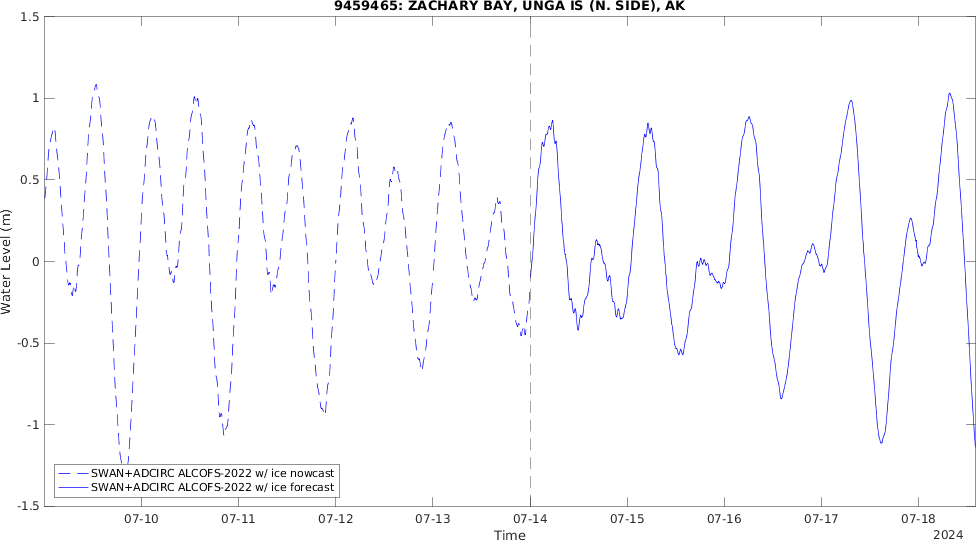 9459465: ZACHARY BAY, UNGA IS (N. SIDE), AK
1.5
1
0.5
0
-0.5
-1
-1.5
Water Level (m)
SWAN+ADCIRC ALCOFS-2022 w/ ice nowcast
SWAN+ADCIRC ALCOFS-2022 w/ ice forecast
07-10 07-11 07-12 07-13 07-14 07-15 07-16 07-17 07-18
Time
2024